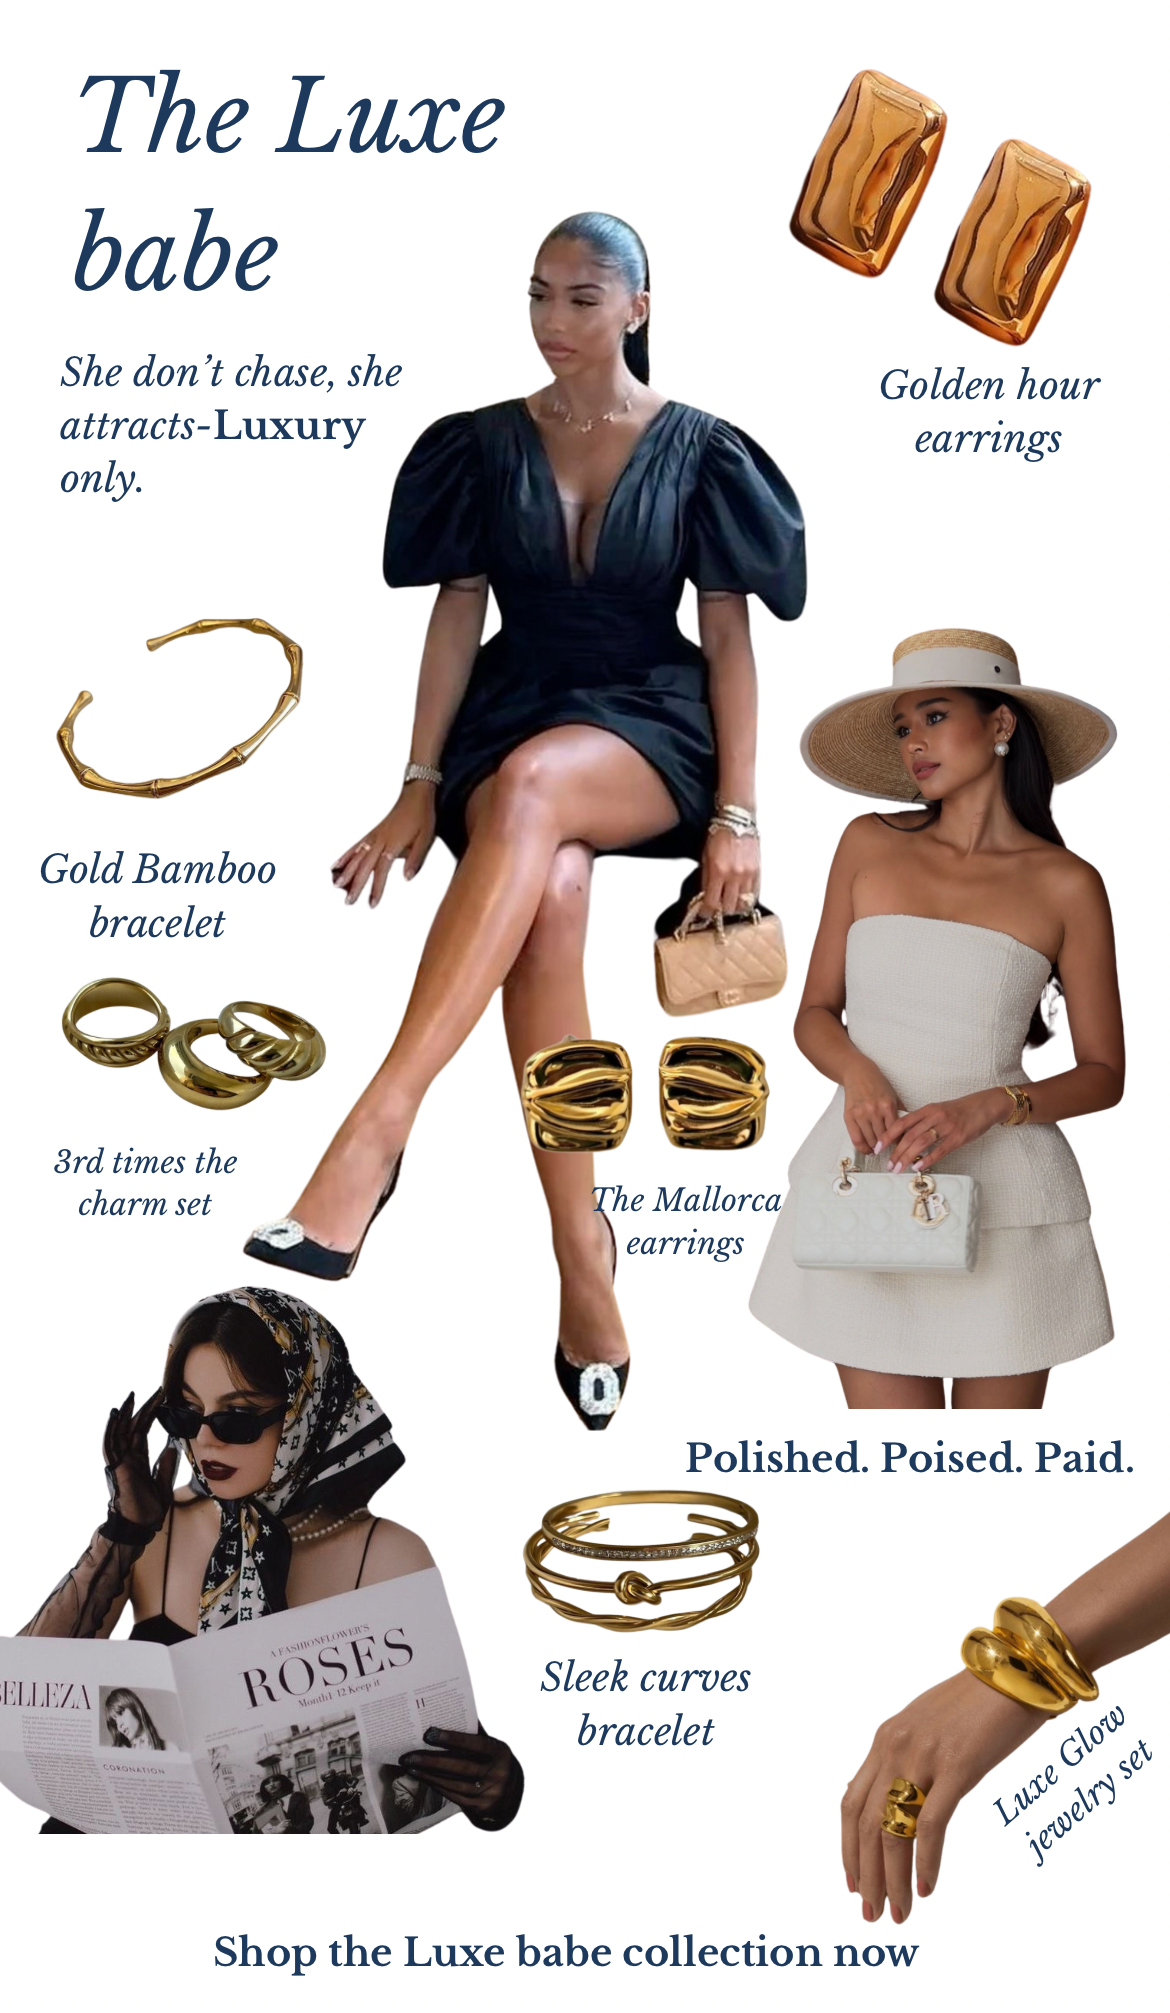 The Luxe
babe
She don’t chase, she
attracts-Luxury
only.
Golden hour
earrings
Gold Bamboo
bracelet
3rd times the
charm set
The Mallorca
earrings
Polished. Poised. Paid.
BELLEZA
CORONATION
A FASHIONFLOWER'S
ROSES
Month1-12 Keep it
Sleek curves
bracelet
Luxe Glow
jewelry set
Shop the Luxe babe collection now